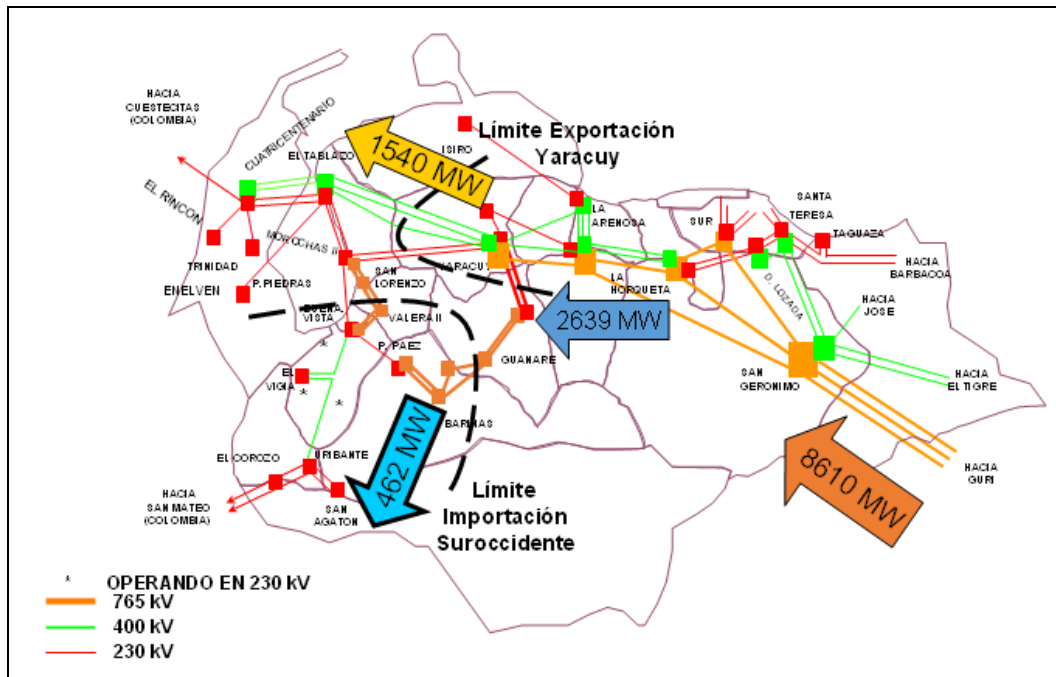 HACIA
CUESTECITAS
(COLOMBIA)
CUATRICENTENARIO
EL TABLAZO
1540 MW
ISIRO
Límite Exportación
Yaracuy
EL RINCON
TRINIDAD
ENELVEN
MOROCHAS II
P.PIEDRAS
SAN
LORENZO
BUENA
VISTA
VALERA II
P. PAEZ
EL
VIGIA
*
*
*
YARACUY
LA
ARENOSA
LA
HORQUETA
SUR
SANTA
TERESA
TAGUAZA
HACIA
BARBACOA
D. LOZADA
HACIA
JOSE
SAN
GERONIMO
HACIA
EL TIGRE
2639 MW
GUANARE
BARINAS
462 MW
8610 MW
HACIA
GURI
EL COROZO
URIBANTE
HACIA
SAN MATEO
(COLOMBIA)
SAN
AGATON
Límite
Importación
Suroccidente
* OPERANDO EN 230 kV
765 kV
400 kV
230 kV